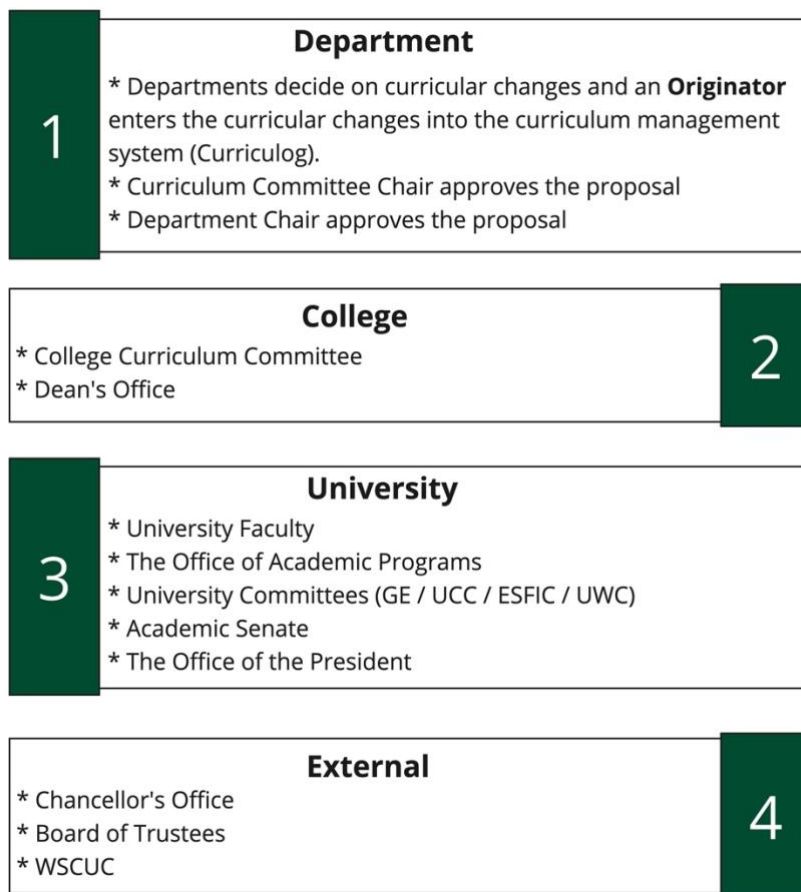 1
Department
* Departments decide on curricular changes and an Originator
enters the curricular changes into the curriculum management
system (Curriculog).
* Curriculum Committee Chair approves the proposal
* Department Chair approves the proposal
College
* College Curriculum Committee
* Dean's Office
2
3
University
* University Faculty
* The Office of Academic Programs
* University Committees (GE / UCC / ESFIC / UWC)
* Academic Senate
* The Office of the President
External
* Chancellor's Office
* Board of Trustees
* WSCUC
4